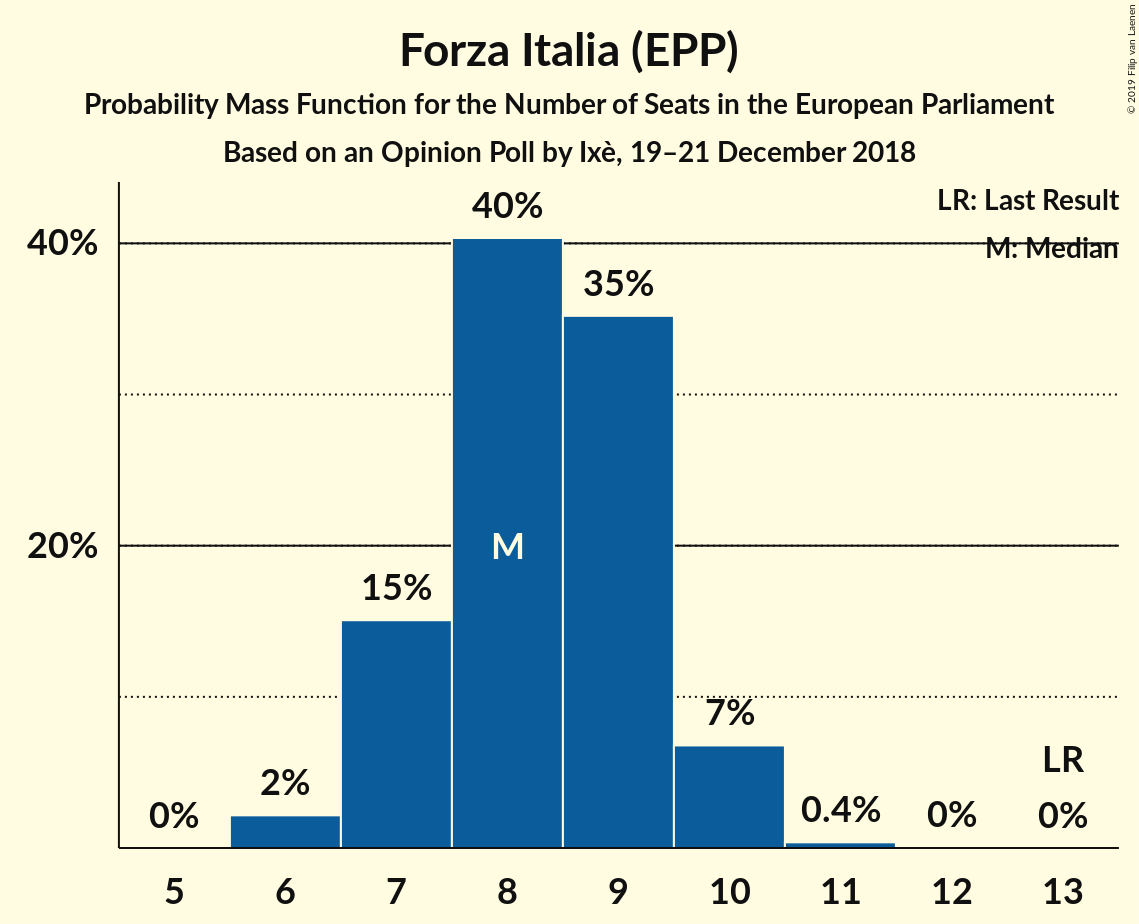 Forza Italia (EPP)
Probability Mass Function for the Number of Seats in the European Parliament
Based on an Opinion Poll by Ixè, 19–21 December 2018
© 2019 Filip van Laenen
LR: Last Result
M: Median
40%
20%
0%
2%
15%
40%
M
35%
7%
0.4%
0%
LR
0%
5 6 7 8 9 10 11 12 13